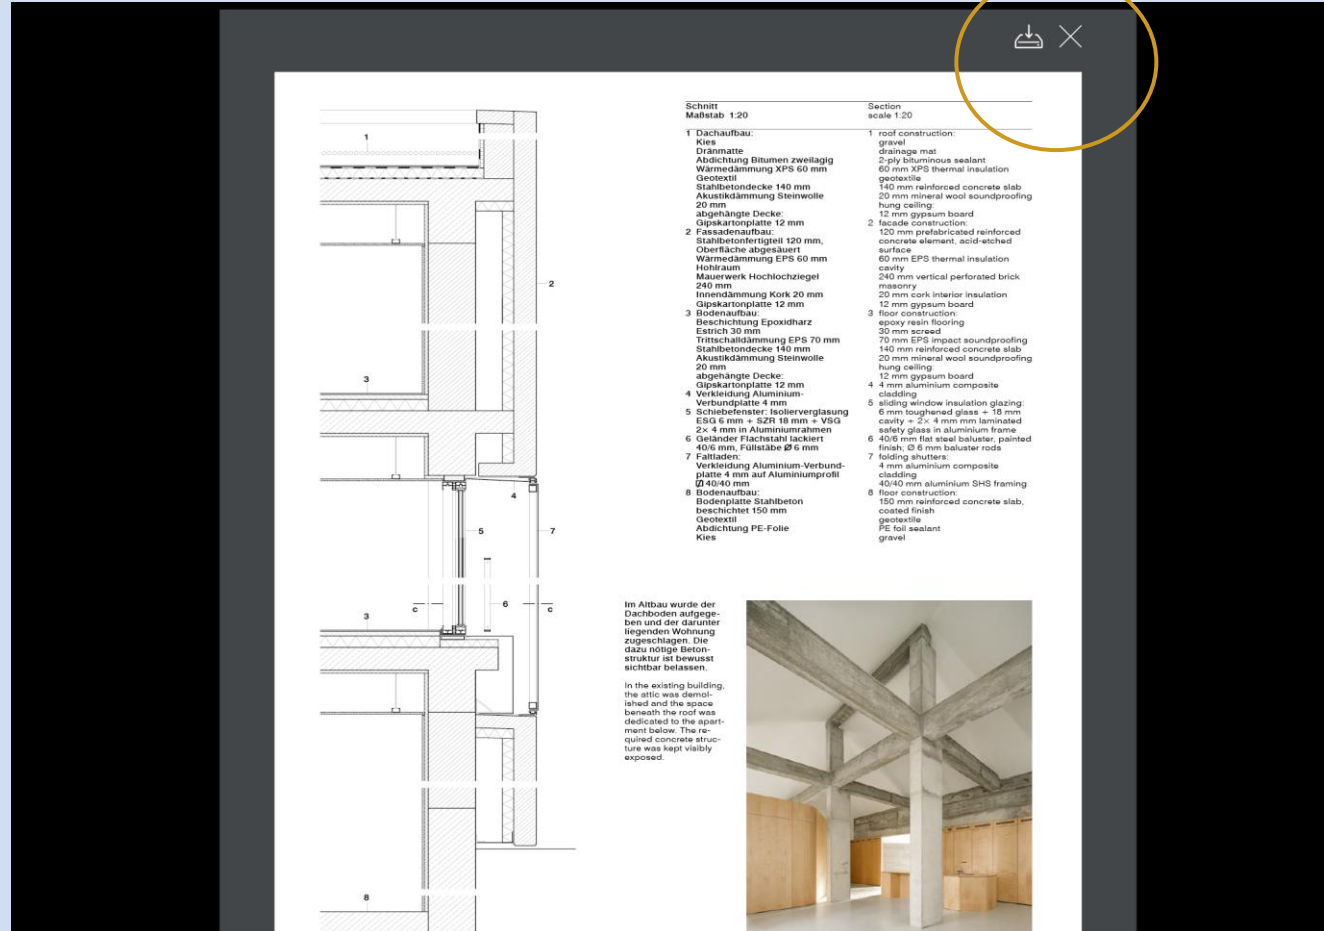 Schnitt
Maßstab 1:20
1 Dachaufbau:
Kies
Dränmatte
Abdichtung Bitumen zweilagig
Wärmedämmung XPS 60 mm
Geotextil
Stahlbetondecke 140 mm
Akustikdämmung Steinwolle
20 mm
abgehängte Decke:
Gipskartonplatte 12 mm
2 Fassadenaufbau:
Stahlbetonfertigteil 120 mm,
Oberfläche abgesäuert
Wärmedämmung EPS 60 mm
Hohlraum
Mauerwerk Hochlochziegel
240 mm
Innendämmung Kork 20 mm
Gipskartonplatte 12 mm
3 Bodenaufbau:
Beschichtung Epoxidharz
Estrich 30 mm
Trittschalldämmung EPS 70 mm
Stahlbetondecke 140 mm
Akustikdämmung Steinwolle
20 mm
abgehängte Decke:
Gipskartonplatte 12 mm
4 Verkleidung Aluminium-
Verbundplatte 4 mm
5 Schiebefenster: Isolierverglasung
ESG 6 mm + SZR 18 mm + VSG
2× 4 mm in Aluminiumrahmen
6 Geländer Flachstahl lackiert
40/6 mm, Füllstäbe Ø 6 mm
7 Faltladen:
Verkleidung Aluminium-Verbund-
platte 4 mm auf Aluminiumprofil
40/40 mm
8 Bodenaufbau:
Bodenplatte Stahlbeton
beschichtet 150 mm
Geotextil
Abdichtung PE-Folie
Kies
Section
scale 1:20
1 roof construction:
gravel
drainage mat
2-ply bituminous sealant
60 mm XPS thermal insulation
geotextile
140 mm reinforced concrete slab
20 mm mineral wool soundproofing
hung ceiling:
12 mm gypsum board
2 facade construction:
120 mm prefabricated reinforced
concrete element, acid-etched
surface
60 mm EPS thermal insulation
cavity
240 mm vertical perforated brick
masonry
20 mm cork interior insulation
12 mm gypsum board
3 floor construction:
epoxy resin flooring
30 mm screed
70 mm EPS impact soundproofing
140 mm reinforced concrete slab
20 mm mineral wool soundproofing
hung ceiling:
12 mm gypsum board
4 4 mm aluminium composite
cladding
5 sliding window insulation glazing:
6 mm toughened glass + 18 mm
cavity + 2× 4 mm mm laminated
safety glass in aluminium frame
6 40/6 mm flat steel baluster, painted
finish; Ø 6 mm baluster rods
7 folding shutters:
4 mm aluminium composite
cladding
40/40 mm aluminium SHS framing
8 floor construction:
150 mm reinforced concrete slab,
coated finish
geotextile
PE foil sealant
gravel
1
2
3
4
5
7
c
6
c
3
8
Im Altbau wurde der
Dachboden aufgege-
ben und der darunter
liegenden Wohnung
zugeschlagen. Die
dazu nötige Beton-
struktur ist bewusst
sichtbar belassen.
In the existing building,
the attic was demol-
ished and the space
beneath the roof was
dedicated to the apart-
ment below. The re-
quired concrete struc-
ture was kept visibly
exposed.